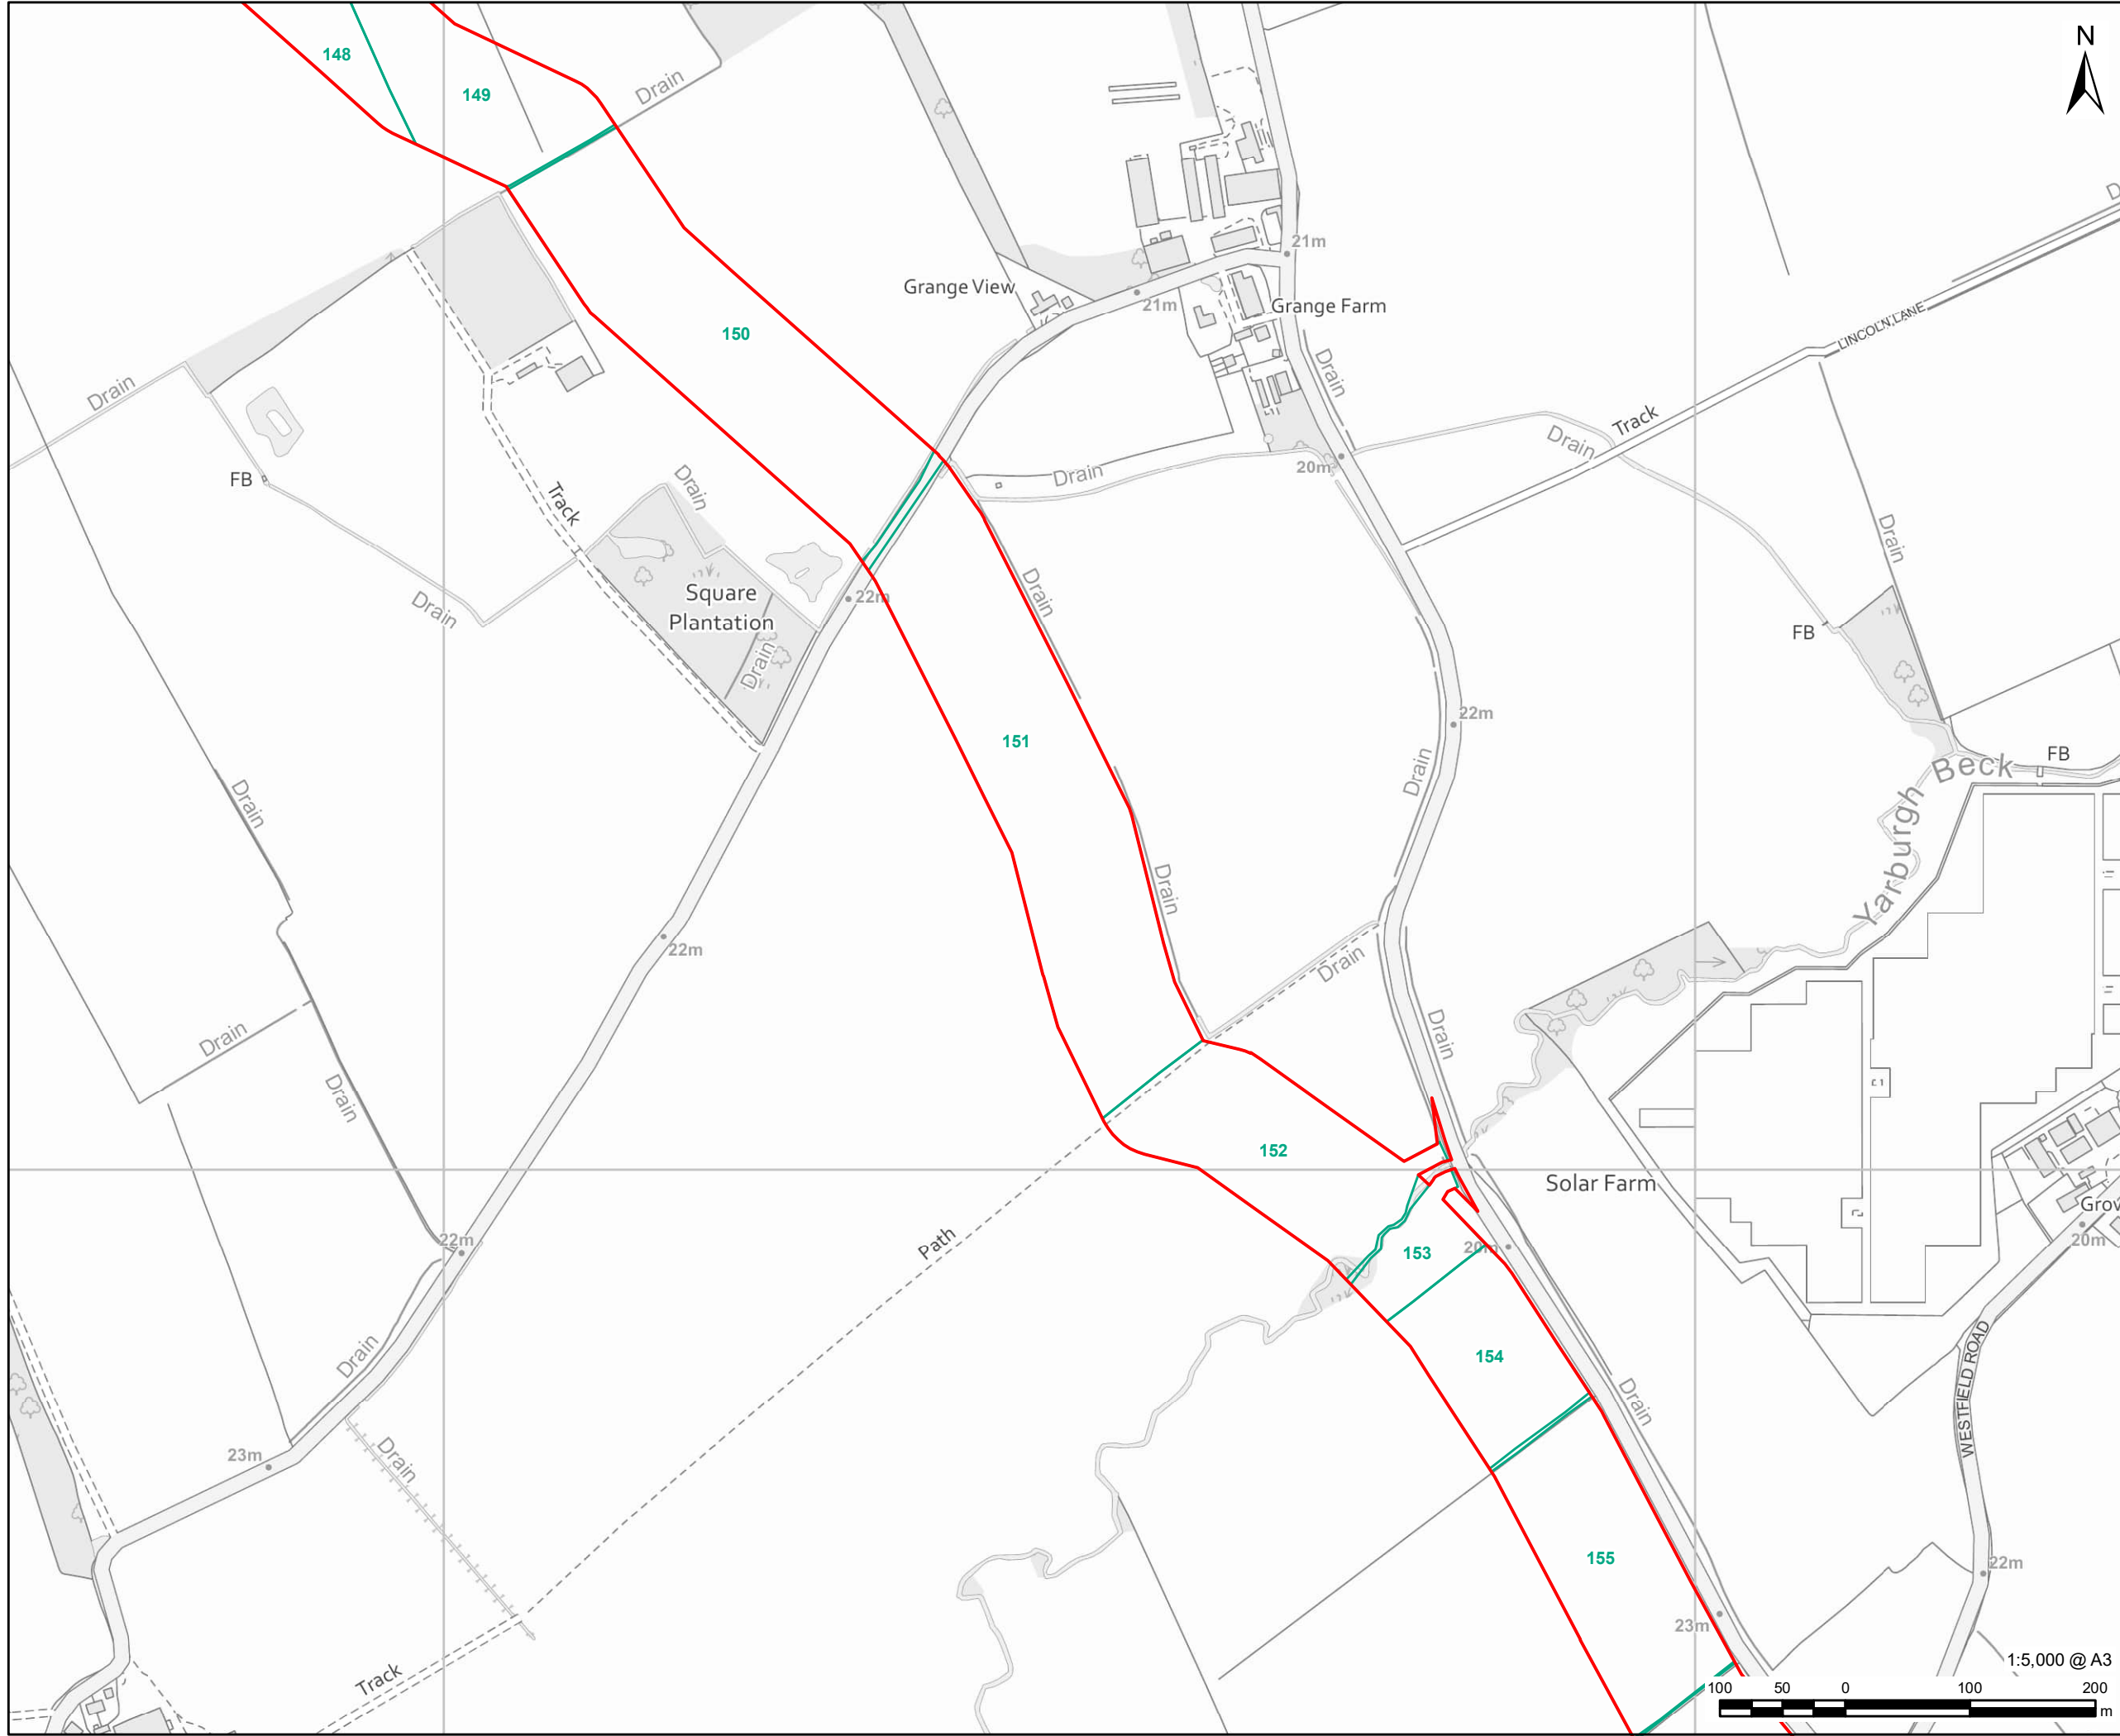 N
148
149
Drain
150
Grange View
21m
21m
Grange Farm
Drain
LINCOLN LANE
D
Drain
FB
Track
Drain
Drain
20m
Drain
Track
Drain
Drain
Square
Plantation
Drain
22m
Drain
Drain
FB
151
22m
Drain
FB
Yarburgh Beck
Drain
22m
Drain
Drain
Drain
Drain
Drain
152
Solar Farm
Path
153
20m
Grov
20m
22m
Drain
154
Drain
WESTFIELD ROAD
23m
Drain
155
22m
23m
Track
1:5,000 @ A3
100 50 0 100 200
m